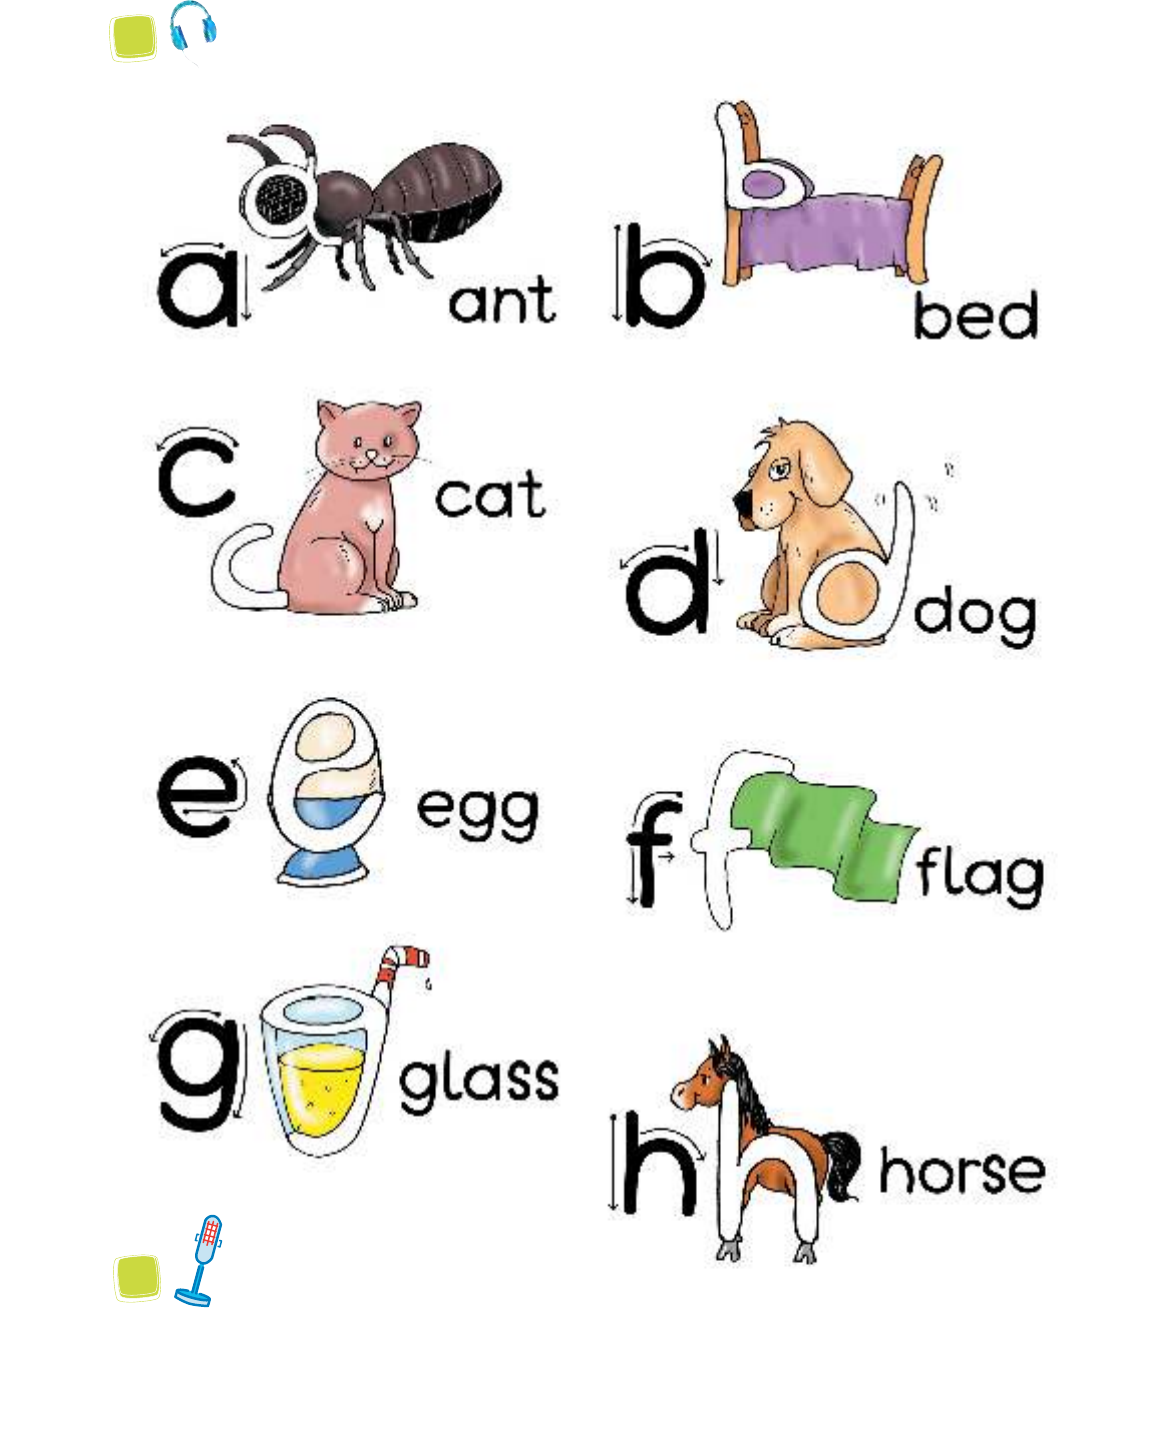 a ant
b bed
c cat
d dog
e egg
f flag
g glass
h horse